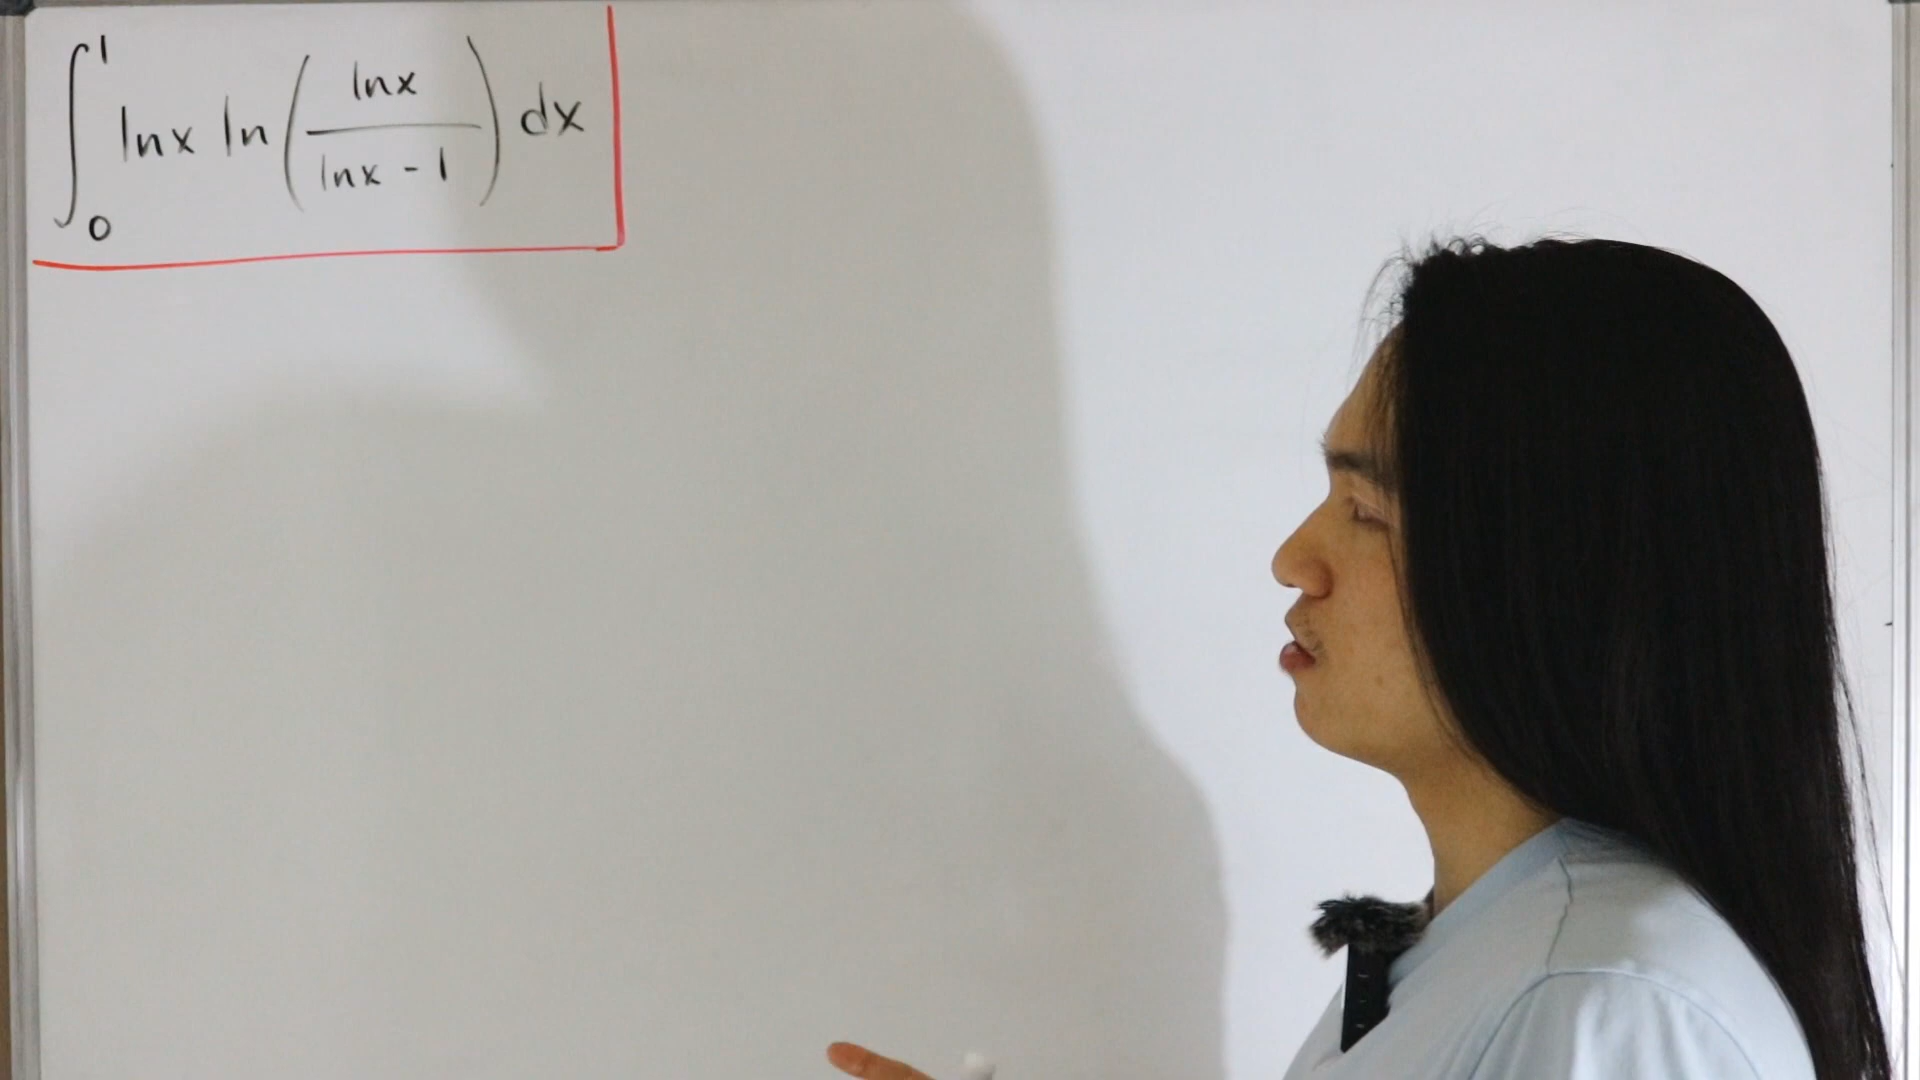 ∫₀¹ lnx ln(lnx / lnx - 1) dx